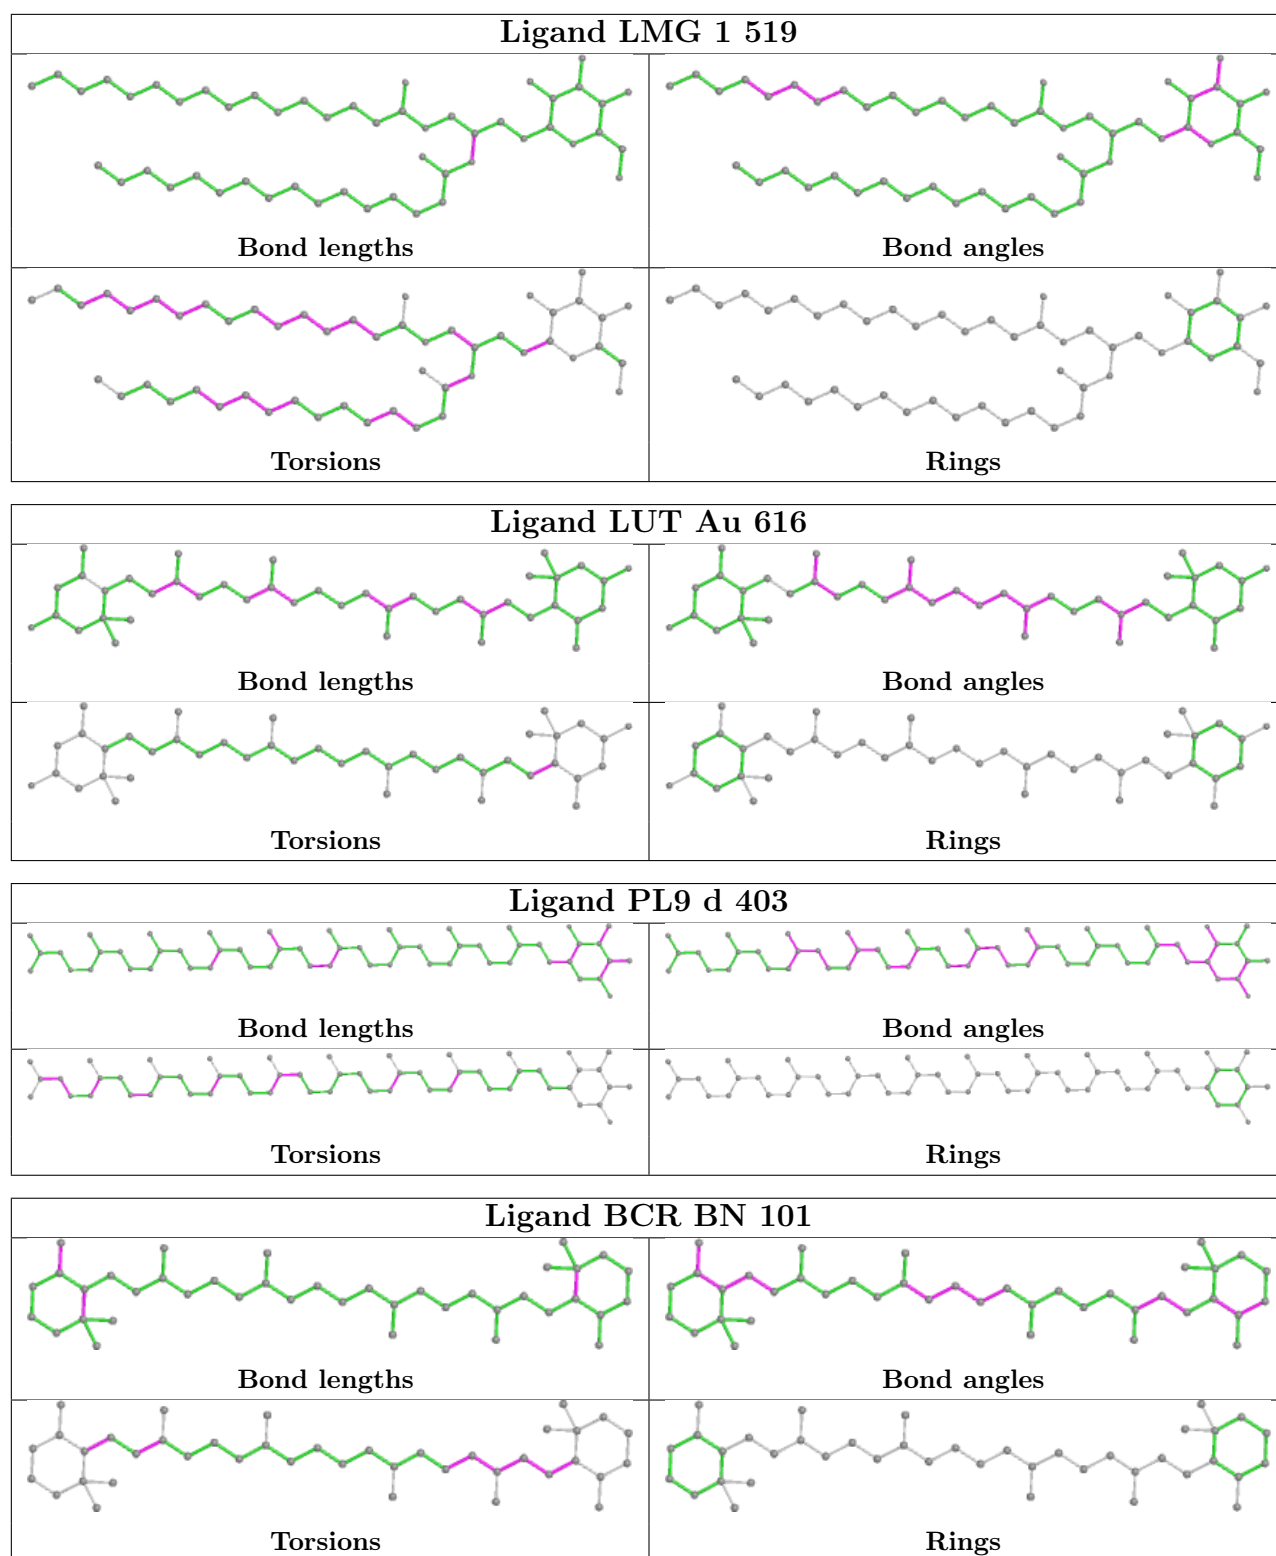 Ligand LMG 1 519
Bond lengths
Bond angles
Torsions
Rings
Ligand LUT Au 616
Bond lengths
Bond angles
Torsions
Rings
Ligand PL9 d 403
Bond lengths
Bond angles
Torsions
Rings
Ligand BCR BN 101
Bond lengths
Bond angles
Torsions
Rings